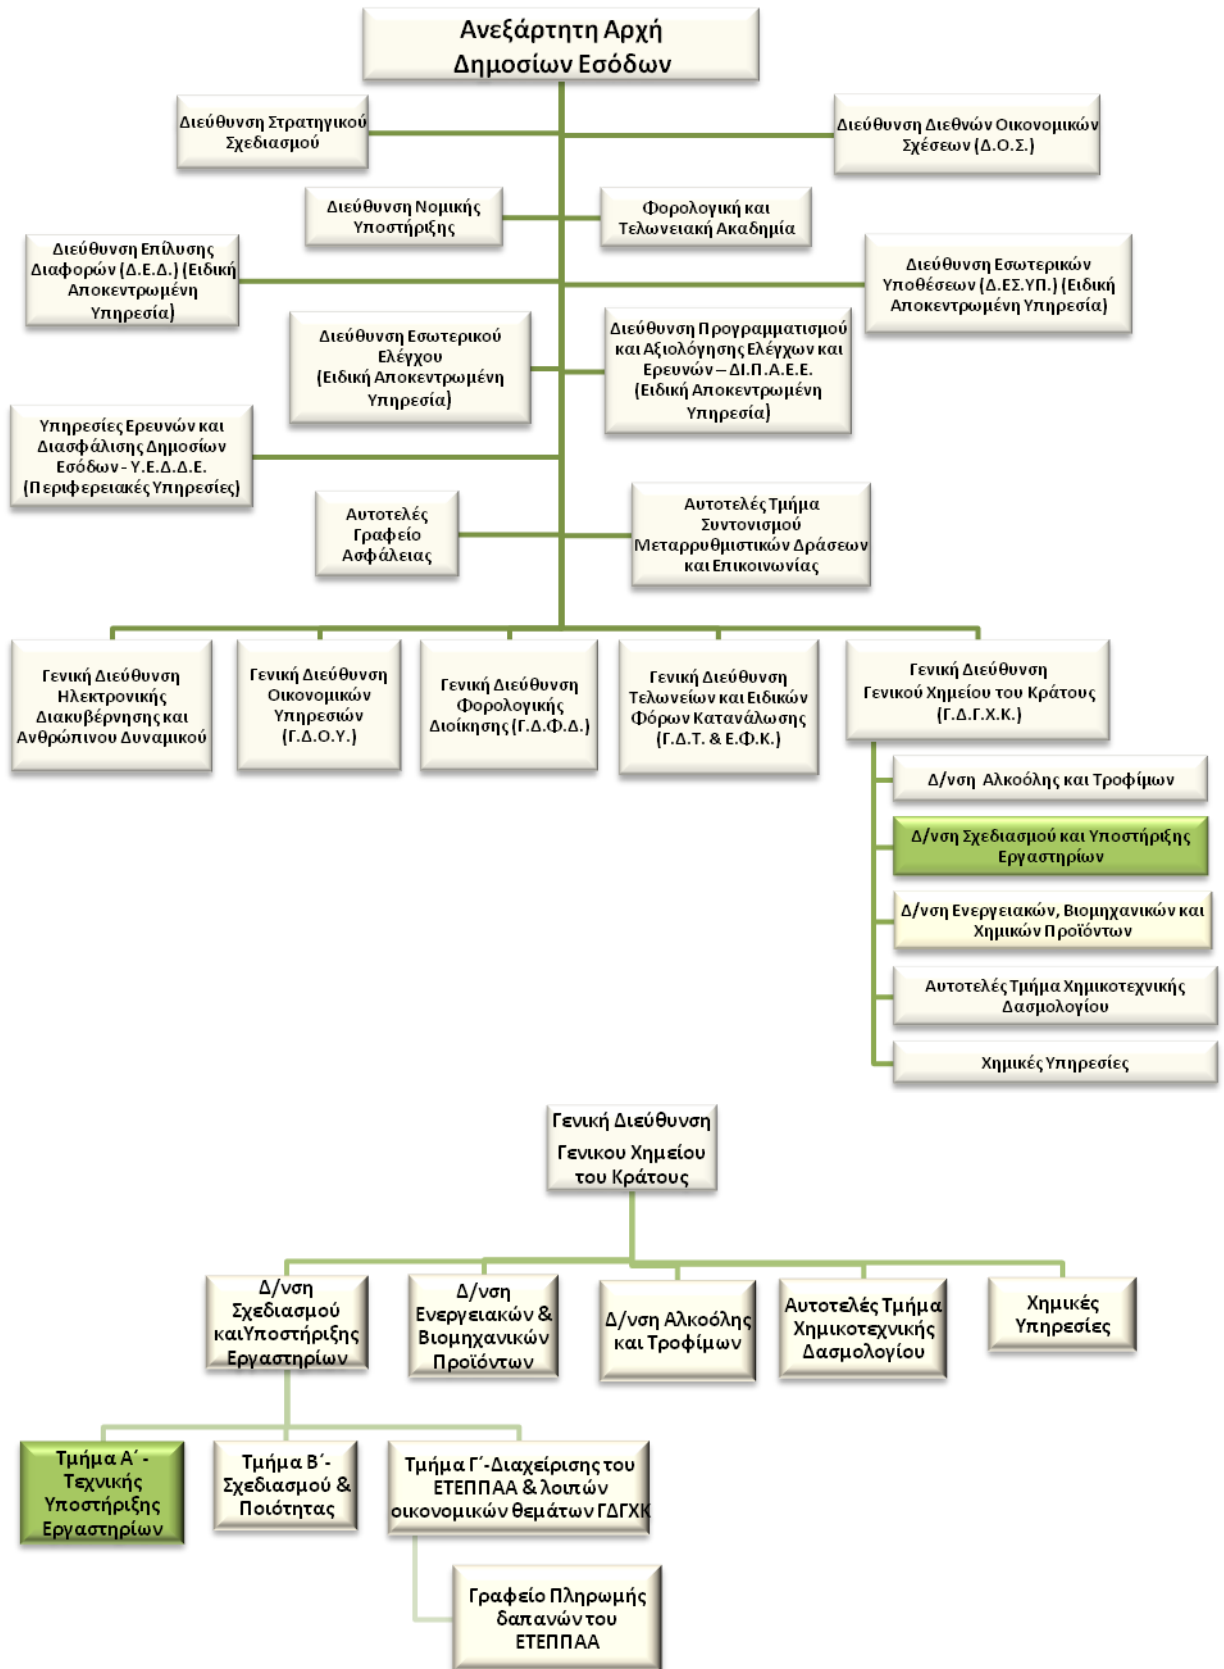 Ανεξάρτητη Αρχή
Δημοσίων Εσόδων
Διεύθυνση Στρατηγικού
Σχεδιασμού
Διεύθυνση Διεθνών Οικονομικών
Σχέσεων (Δ.Ο.Σ.)
Διεύθυνση Νομικής
Υποστήριξης
Φορολογική και
Τελωνειακή Ακαδημία
Διεύθυνση Επίλυσης
Διαφορών (Δ.Ε.Δ.) (Ειδική
Αποκεντρωμένη
Υπηρεσία)
Διεύθυνση Εσωτερικών
Υποθέσεων (Δ.ΕΣ.ΥΠ.) (Ειδική
Αποκεντρωμένη Υπηρεσία)
Διεύθυνση Εσωτερικού
Ελέγχου
(Ειδική Αποκεντρωμένη
Υπηρεσία)
Διεύθυνση Προγραμματισμού
και Αξιολόγησης Ελέγχων και
Ερευνών – ΔΙ.Π.Α.Ε.Ε.
(Ειδική Αποκεντρωμένη
Υπηρεσία)
Υπηρεσίες Ερευνών και
Διασφάλισης Δημοσίων
Εσόδων - Υ.Ε.Δ.Δ.Ε.
(Περιφερειακές Υπηρεσίες)
Αυτοτελές
Γραφείο
Ασφάλειας
Αυτοτελές Τμήμα
Συντονισμού
Μεταρρυθμιστικών Δράσεων
και Επικοινωνίας
Γενική Διεύθυνση
Ηλεκτρονικής
Διακυβέρνησης και
Ανθρώπινου Δυναμικού
Γενική Διεύθυνση
Οικονομικών
Υπηρεσιών
(Γ.Δ.Ο.Υ.)
Γενική Διεύθυνση
Φορολογικής
Διοίκησης (Γ.Δ.Φ.Δ.)
Γενική Διεύθυνση
Τελωνείων και Ειδικών
Φόρων Κατανάλωσης
(Γ.Δ.Τ. & Ε.Φ.Κ.)
Γενική Διεύθυνση
Γενικού Χημείου του Κράτους
(Γ.Δ.Γ.Χ.Κ.)
Δ/νση Αλκοόλης και Τροφίμων
Δ/νση Σχεδιασμού και Υποστήριξης
Εργαστηρίων
Δ/νση Ενεργειακών, Βιομηχανικών και
Χημικών Προϊόντων
Αυτοτελές Τμήμα Χημικοτεχνικής
Δασμολογίου
Χημικές Υπηρεσίες
Γενική Διεύθυνση
Γενικου Χημείου
του Κράτους
Δ/νση
Σχεδιασμού
καιΥποστήριξης
Εργαστηρίων
Δ/νση
Ενεργειακών &
Βιομηχανικών
Προϊόντων
Δ/νση Αλκοόλης
και Τροφίμων
Αυτοτελές Τμήμα
Χημικοτεχνικής
Δασμολογίου
Χημικές
Υπηρεσίες
Τμήμα Α΄ -
Τεχνικής
Υποστήριξης
Εργαστηρίων
Τμήμα Β΄-
Σχεδιασμού &
Ποιότητας
Τμήμα Γ΄-Διαχείρισης του
ΕΤΕΠΠΑΑ & λοιπών
οικονομικών θεμάτων ΓΔΓΧΚ
Γραφείο Πληρωμής
δαπανών του
ΕΤΕΠΠΑΑ